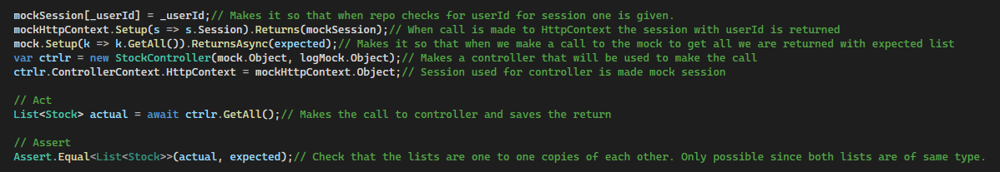 mockSession[_userId] = _userId;// Makes it so that when repo checks for userId for session one is given.
mockHttpContext.Setup(s => s.Session).Returns(mockSession);// When call is made to HttpContext the session with userId is returned
mock.Setup(k => k.GetAll()).ReturnsAsync(expected);// Makes it so that when we make a call to the mock to get all we are returned with expected list
var ctrlr = new StockController(mock.Object, logMock.Object);// Makes a controller that will be used to make the call
ctrlr.ControllerContext.HttpContext = mockHttpContext.Object;// Session used for controller is made mock session
// Act
List<Stock> actual = await ctrlr.GetAll();// Makes the call to controller and saves the return
// Assert
Assert.Equal<List<Stock>>(actual, expected);// Check that the lists are one to one copies of each other. Only possible since both lists are of same type.